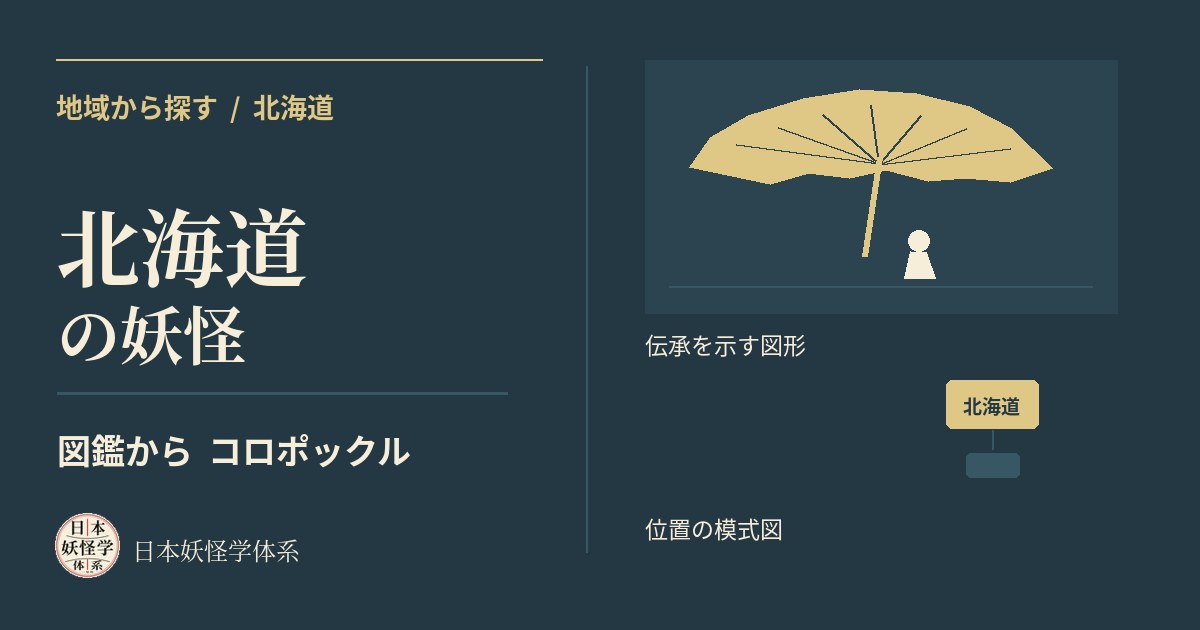 地域から探す / 北海道
北海道
の妖怪
図鑑から コロポックル
日本
妖怪学
体系
日本妖怪学体系
伝承を示す図形
北海道
位置の模式図